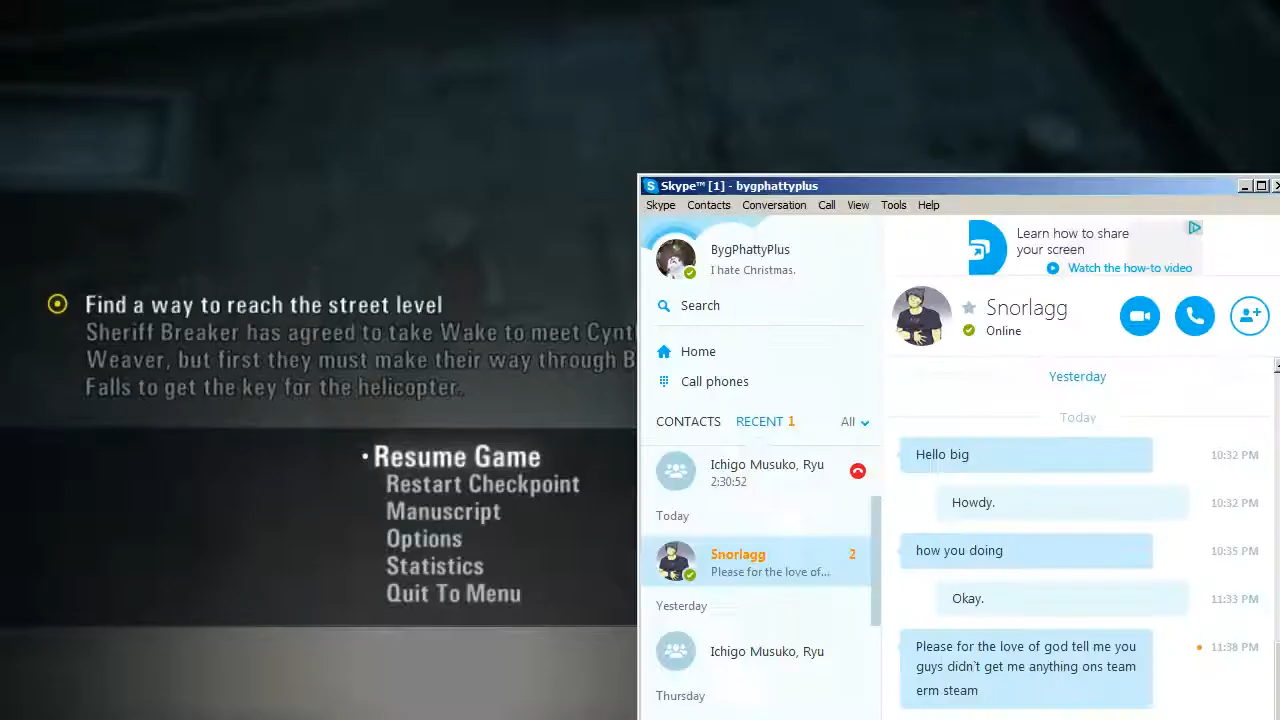 Find a way to reach the street level
Sheriff Breaker has agreed to take Wake to meet
Weaver, but first they must make their way through
Falls to get the key for the helicopter.
• Resume Game
Restart Checkpoint
Manuscript
Options
Statistics
Quit To Menu
Skype™ [1] - bygphattyplus
Skype Contacts Conversation Call View Tools Help
BygPhattyPlus
I hate Christmas.
Search
Home
Call phones
CONTACTS RECENT 1 All
Ichigo Musuko, Ryu
2:30:52
Today
Snorlagg 2
Please for the love of...
Yesterday
Ichigo Musuko, Ryu
Thursday
Learn how to share
your screen
Watch the how-to video
Snorlagg
Online
Yesterday
Today
Hello big 10:32 PM
Howdy. 10:32 PM
how you doing 10:35 PM
Okay. 11:33 PM
Please for the love of god tell me you 11:38 PM
guys didn't get me anything ons team
erm steam